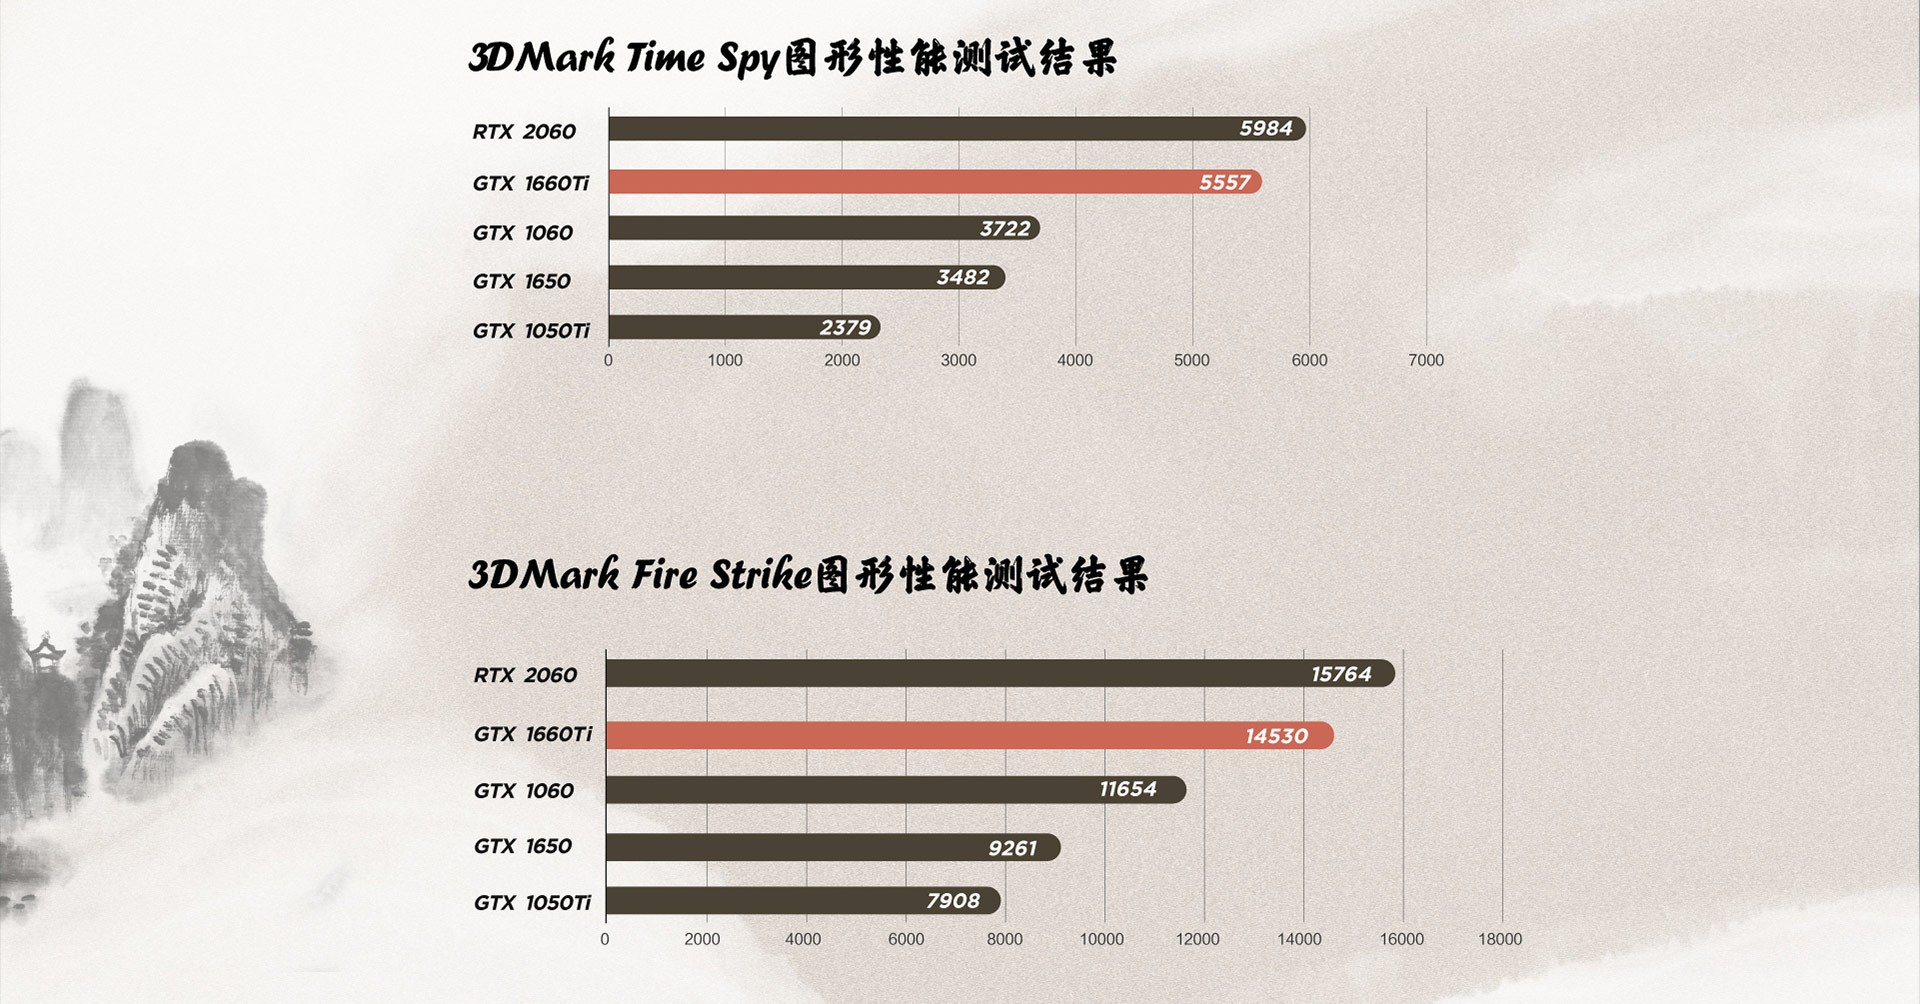 3DMark Time Spy图形性能测试结果
RTX 2060 5984
GTX 1660Ti 5557
GTX 1060 3722
GTX 1650 3482
GTX 1050Ti 2379
0 1000 2000 3000 4000 5000 6000 7000
3DMark Fire Strike图形性能测试结果
RTX 2060 15764
GTX 1660Ti 14530
GTX 1060 11654
GTX 1650 9261
GTX 1050Ti 7908
0 2000 4000 6000 8000 10000 12000 14000 16000 18000